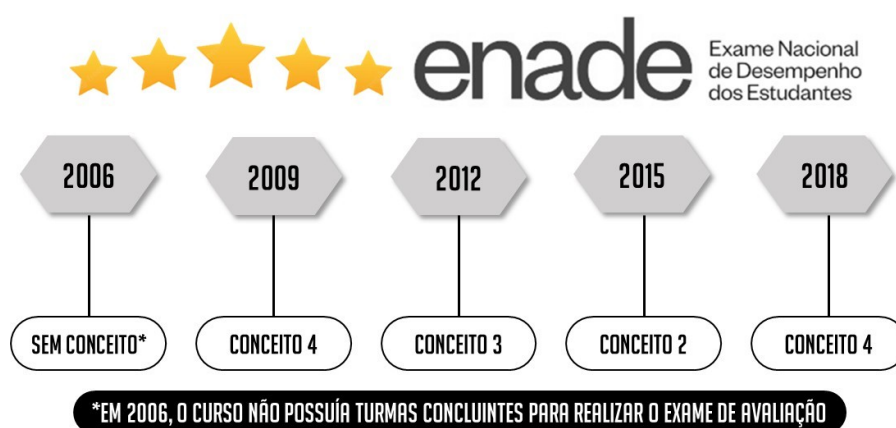 enade
Exame Nacional
de Desempenho
dos Estudantes
2006
2009
2012
2015
2018
SEM CONCEITO*
CONCEITO 4
CONCEITO 3
CONCEITO 2
CONCEITO 4
*EM 2006, O CURSO NÃO POSSUÍA TURMAS CONCLUINTES PARA REALIZAR O EXAME DE AVALIAÇÃO